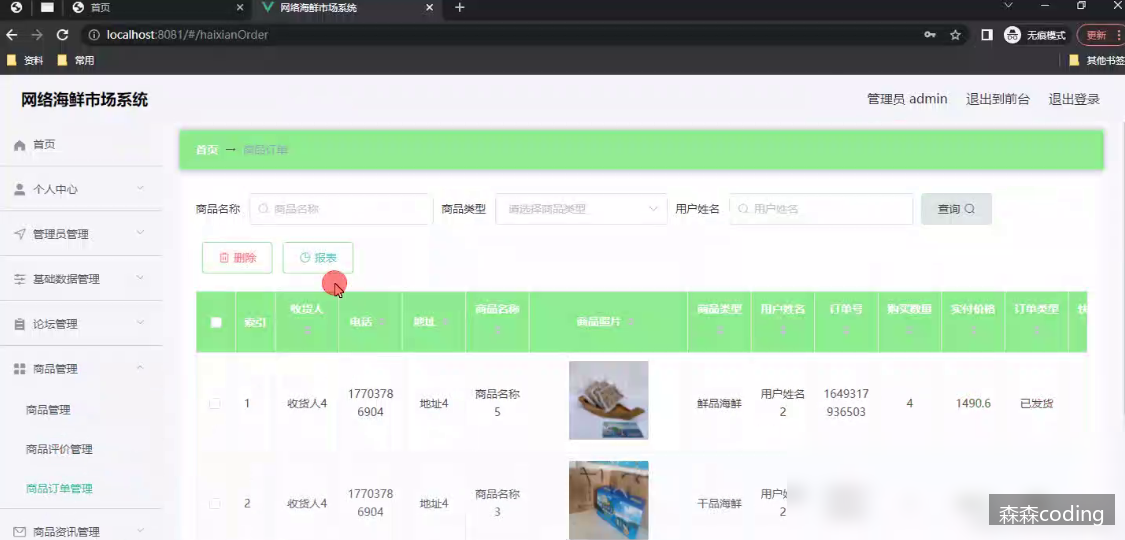 首页
网络海鲜市场系统
localhost:8081/#/haixianOrder
无痕模式
更新
资料
常用
其他书签
网络海鲜市场系统
管理员 admin
退出到前台
退出登录
首页
个人中心
管理员管理
基础数据管理
论坛管理
商品管理
商品管理
商品评价管理
商品订单管理
商品资讯管理
首页 → 商品订单
商品名称 商品名称 商品类型 请选择商品类型 用户姓名 用户姓名 查询
删除 报表
索引 收货人 电话 地址 商品名称 商品照片 商品类型 用户姓名 订单号 购买数量 实付价格 订单类型
1 收货人4 1770378 地址4 商品名称 鲜品海鲜 用户姓名 1649317 4 1490.6 已发货
6904 5 2 936503
2 收货人4 1770378 地址4 商品名称 干品海鲜 用户
6904 3 2
森森coding